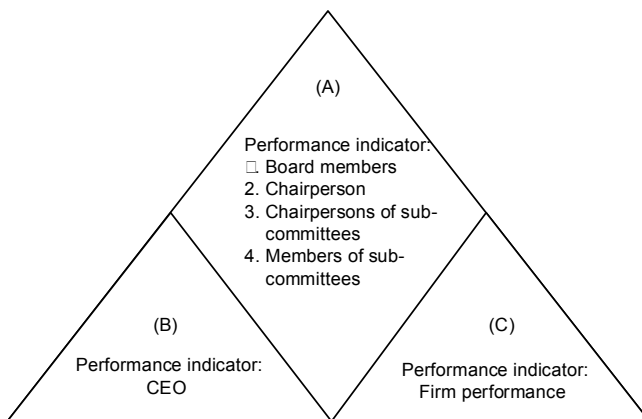 (A)
Performance indicator:
□. Board members
2. Chairperson
3. Chairpersons of sub-
committees
4. Members of sub-
committees
(B)
Performance indicator:
CEO
(C)
Performance indicator:
Firm performance